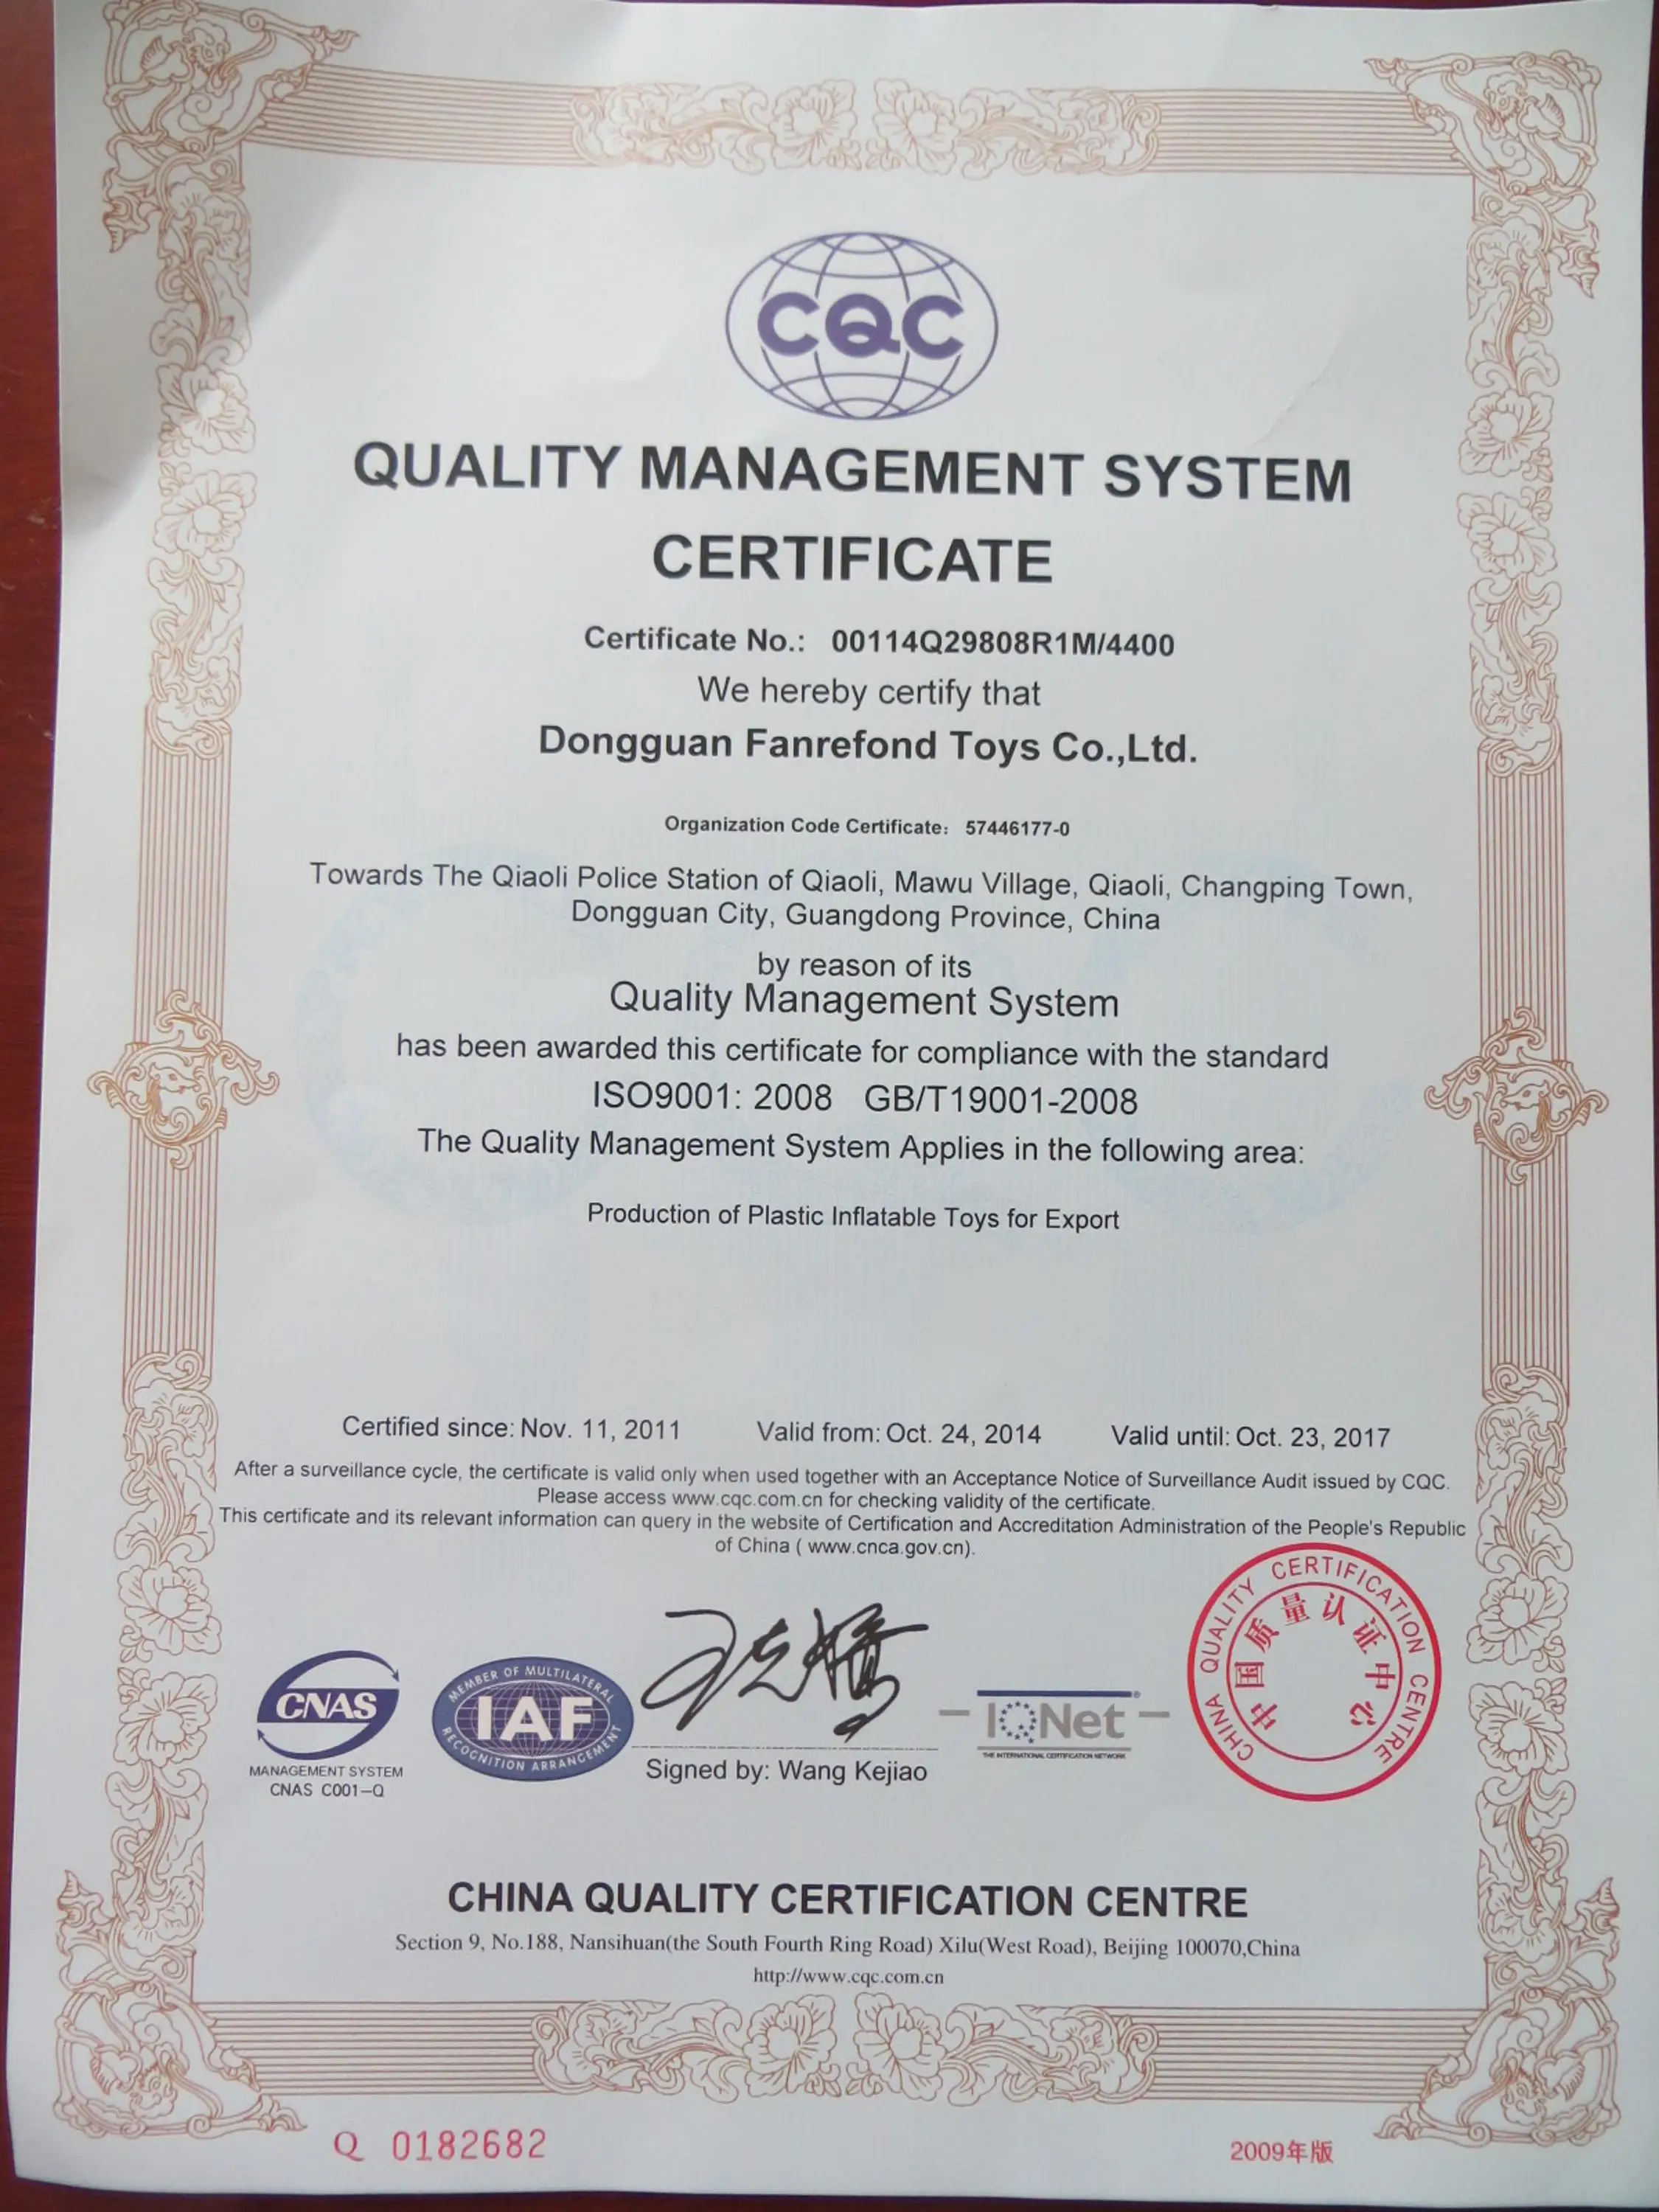 CQC
QUALITY MANAGEMENT SYSTEM
CERTIFICATE
Certificate No.: 00114Q29808R1M/4400
We hereby certify that
Dongguan Fanrefond Toys Co.,Ltd.
Organization Code Certificate: 57446177-0
Towards The Qiaoli Police Station of Qiaoli, Mawu Village, Qiaoli, Changping Town,
Dongguan City, Guangdong Province, China
by reason of its
Quality Management System
has been awarded this certificate for compliance with the standard
ISO9001: 2008 GB/T19001-2008
The Quality Management System Applies in the following area:
Production of Plastic Inflatable Toys for Export
Certified since: Nov. 11, 2011 Valid from: Oct. 24, 2014 Valid until: Oct. 23, 2017
After a surveillance cycle, the certificate is valid only when used together with an Acceptance Notice of Surveillance Audit issued by CQC.
Please access www.cqc.com.cn for checking validity of the certificate.
This certificate and its relevant information can query in the website of Certification and Accreditation Administration of the People's Republic
of China ( www.cnca.gov.cn).
CNAS
MANAGEMENT SYSTEM
CNAS C001-Q
MEMBER OF MULTILATERAL
IAF
RECOGNITION ARRANGEMENT
Signed by: Wang Kejiao
IQNet ®
THE INTERNATIONAL CERTIFICATION NETWORK
CHINA QUALITY CERTIFICATION CENTRE
中国质量认证中心
CHINA QUALITY CERTIFICATION CENTRE
Section 9, No.188, Nansihuan(the South Fourth Ring Road) Xilu(West Road), Beijing 100070,China
http://www.cqc.com.cn
Q 0182682
2009年版